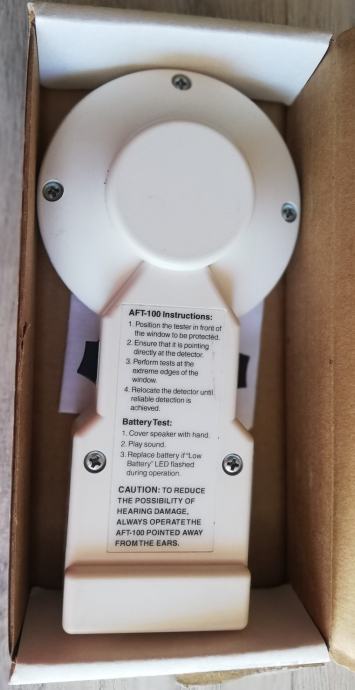 AFT-100 Instructions:
1. Position the tester in front of
the window to be protected.
2. Ensure that it is pointing
directly at the detector.
3. Perform tests at the
extreme edges of the
window.
4. Relocate the detector until
reliable detection is
achieved.
Battery Test:
1. Cover speaker with hand.
2. Play sound.
3. Replace battery if "Low
Battery" LED flashed
during operation.
CAUTION: TO REDUCE
THE POSSIBILITY OF
HEARING DAMAGE,
ALWAYS OPERATE THE
AFT-100 POINTED AWAY
FROM THE EARS.